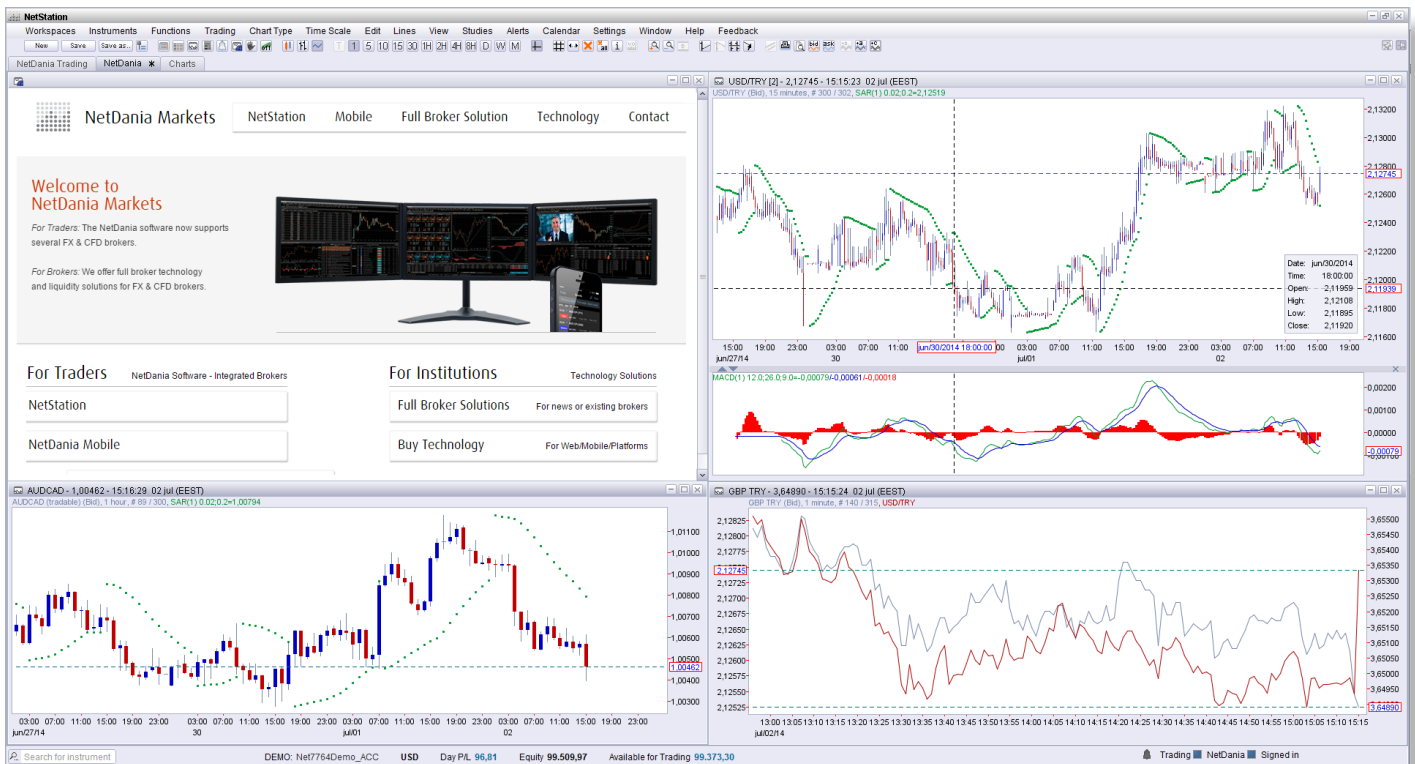 NetStation
Workspaces Instruments Functions Trading Chart Type Time Scale Edit Lines View Studies Alerts Calendar Settings Window Help Feedback
New Save Save as.. 1 5 10 15 30 1H 2H 4H 8H D W M bid ask
NetDania Trading NetDania Charts
NetDania Markets NetStation Mobile Full Broker Solution Technology Contact
Welcome to
NetDania Markets
For Traders: The NetDania software now supports
several FX & CFD brokers.
For Brokers: We offer full broker technology
and liquidity solutions for FX & CFD brokers.
For Traders NetDania Software - Integrated Brokers
NetStation
NetDania Mobile
For Institutions Technology Solutions
Full Broker Solutions For news or existing brokers
Buy Technology For Web/Mobile/Platforms
USD/TRY [2] - 2,12745 - 15:15:23 02 jul (EEST)
USD/TRY (Bid), 15 minutes, # 300 / 302, SAR(1) 0.02;0.2=2,12519
2,13200
2,13000
2,12800
2,12745
2,12600
2,12400
2,12200
2,12000
2,11939
2,11800
2,11600
Date: jun/30/2014
Time: 18:00:00
Open: 2,11959
High: 2,12108
Low: 2,11895
Close: 2,11920
15:00 19:00 23:00 03:00 07:00 11:00 jun/30/2014 18:00:00 00 03:00 07:00 11:00 15:00 19:00 23:00 03:00 07:00 11:00 15:00 19:00
jun/27/14 30 jul/01 02
MACD(1) 12.0;26.0;9.0=-0,00079/-0,00061/-0,00018
0,00200
0,00100
0,00000
-0,00079
AUDCAD - 1,00462 - 15:16:29 02 jul (EEST)
AUDCAD (tradable) (Bid), 1 hour, # 89 / 300, SAR(1) 0.02;0.2=1,00794
1,01100
1,01000
1,00900
1,00800
1,00700
1,00600
1,00500
1,00462
1,00400
1,00300
03:00 07:00 11:00 15:00 19:00 23:00 03:00 07:00 11:00 15:00 19:00 23:00 03:00 07:00 11:00 15:00 19:00 23:00 03:00 07:00 11:00 15:00 19:00 23:00
jun/27/14 30 jul/01 02
GBP TRY - 3,64890 - 15:15:24 02 jul (EEST)
GBP TRY (Bid), 1 minute, # 140 / 315, USD/TRY
2,12825
2,12800
2,12775
2,12745
2,12725
2,12700
2,12675
2,12650
2,12625
2,12600
2,12575
2,12550
2,12525
3,65500
3,65450
3,65400
3,65350
3,65300
3,65250
3,65200
3,65150
3,65100
3,65050
3,65000
3,64950
3,64890
13:00 13:05 13:10 13:15 13:20 13:25 13:30 13:35 13:40 13:45 13:50 13:55 14:00 14:05 14:10 14:15 14:20 14:25 14:30 14:35 14:40 14:45 14:50 14:55 15:00 15:05 15:10 15:15
jul/02/14
Search for instrument DEMO: Net7764Demo_ACC USD Day P/L 96,81 Equity 99.509,97 Available for Trading 99.373,30 Trading NetDania Signed in